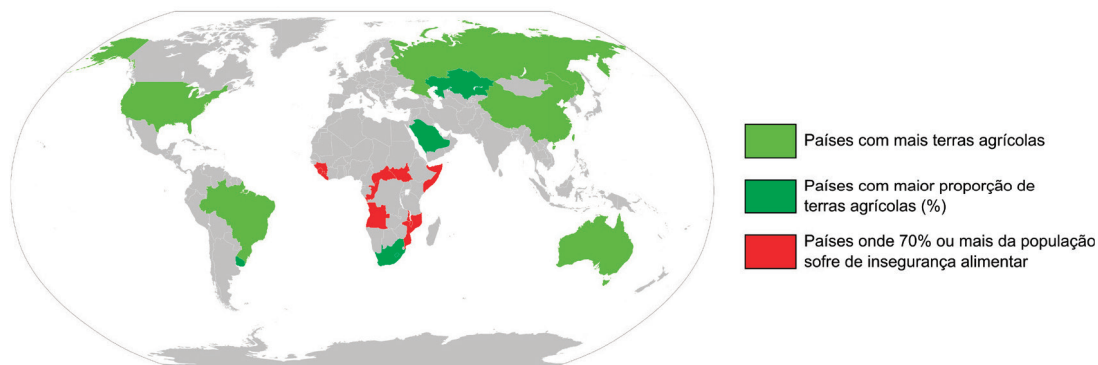 Países com mais terras agrícolas
Países com maior proporção de
terras agrícolas (%)
Países onde 70% ou mais da população
sofre de insegurança alimentar